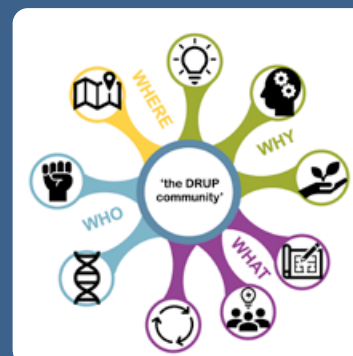 WHERE
WHY
'the DRUP
community'
WHO
WHAT